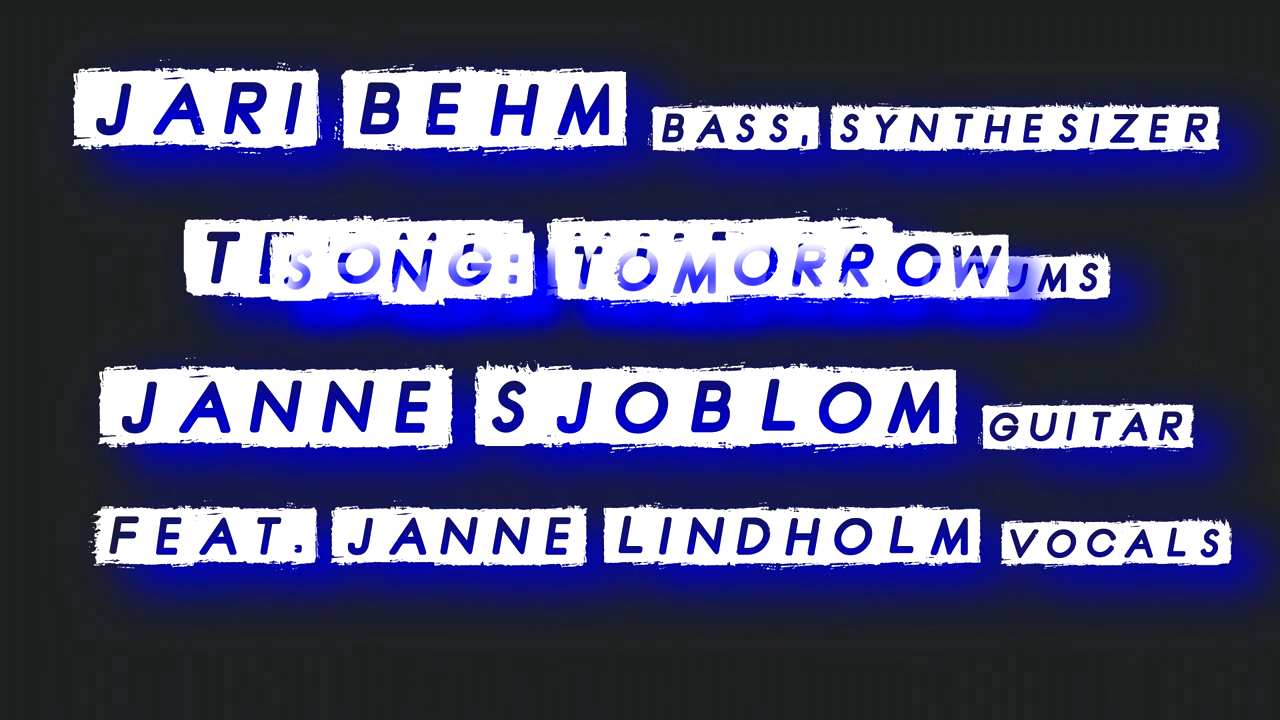 JARI BEHM BASS, SYNTHESIZER
SONG: TOMORROW
JANNE SJOBLOM GUITAR
FEAT. JANNE LINDHOLM VOCALS